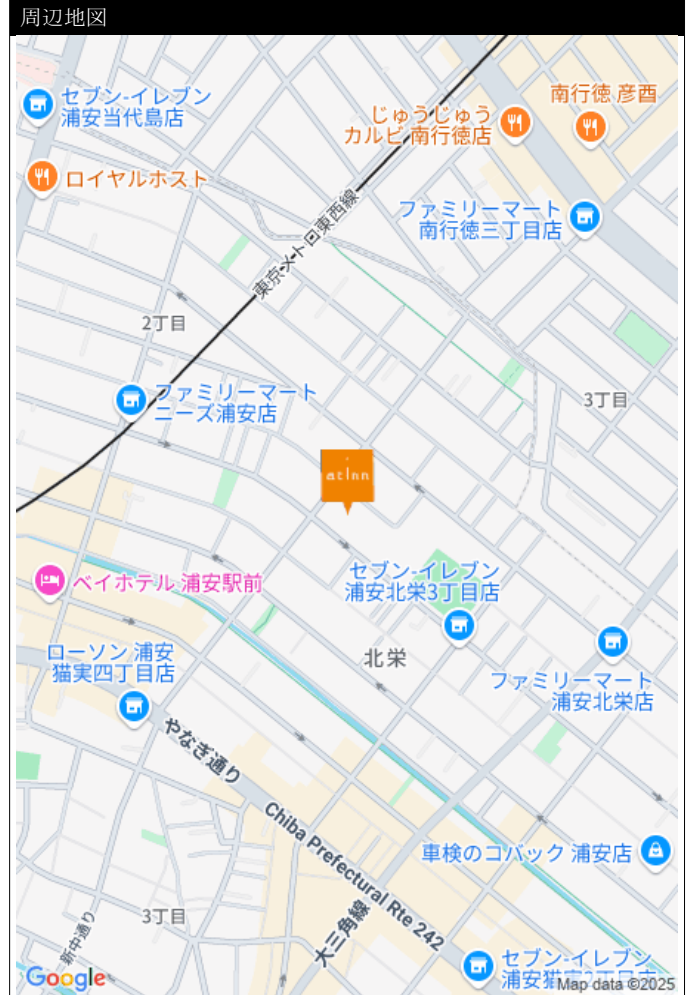 周辺地図
セブン-イレブン
浦安当代島店
じゅうじゅう
カルビ 南行徳店
南行徳 彦酉
ロイヤルホスト
ファミリーマート
南行徳三丁目店
東京メトロ東西線
2丁目
ファミリーマート
ニーズ浦安店
3丁目
atInn
ベイホテル 浦安駅前
セブン-イレブン
浦安北栄3丁目店
ローソン 浦安
猫実四丁目店
北栄
ファミリーマート
浦安北栄店
やなぎ通り
Chiba Prefectural Rte 242
車検のコバック 浦安店
3丁目
新中通り
大三角線
セブン-イレブン
浦安猫実2丁目店
Google
Map data ©2025